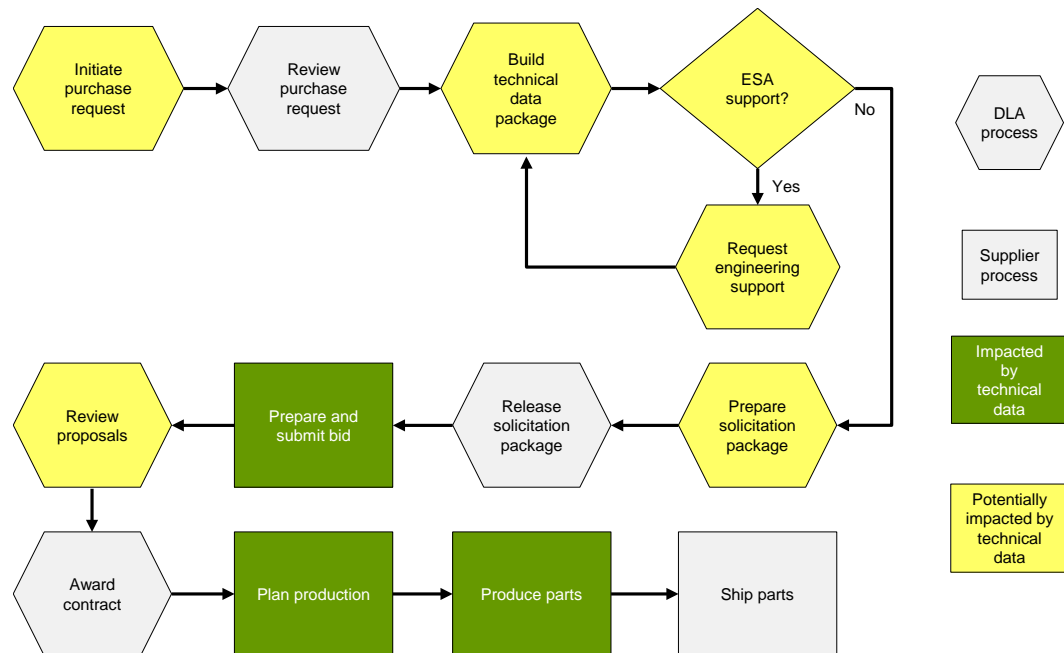 Initiate
purchase
request
Review
purchase
request
Build
technical
data
package
ESA
support?
No
Yes
Request
engineering
support
DLA
process
Supplier
process
Impacted
by
technical
data
Potentially
impacted by
technical
data
Review
proposals
Prepare and
submit bid
Release
solicitation
package
Prepare
solicitation
package
Award
contract
Plan production
Produce parts
Ship parts